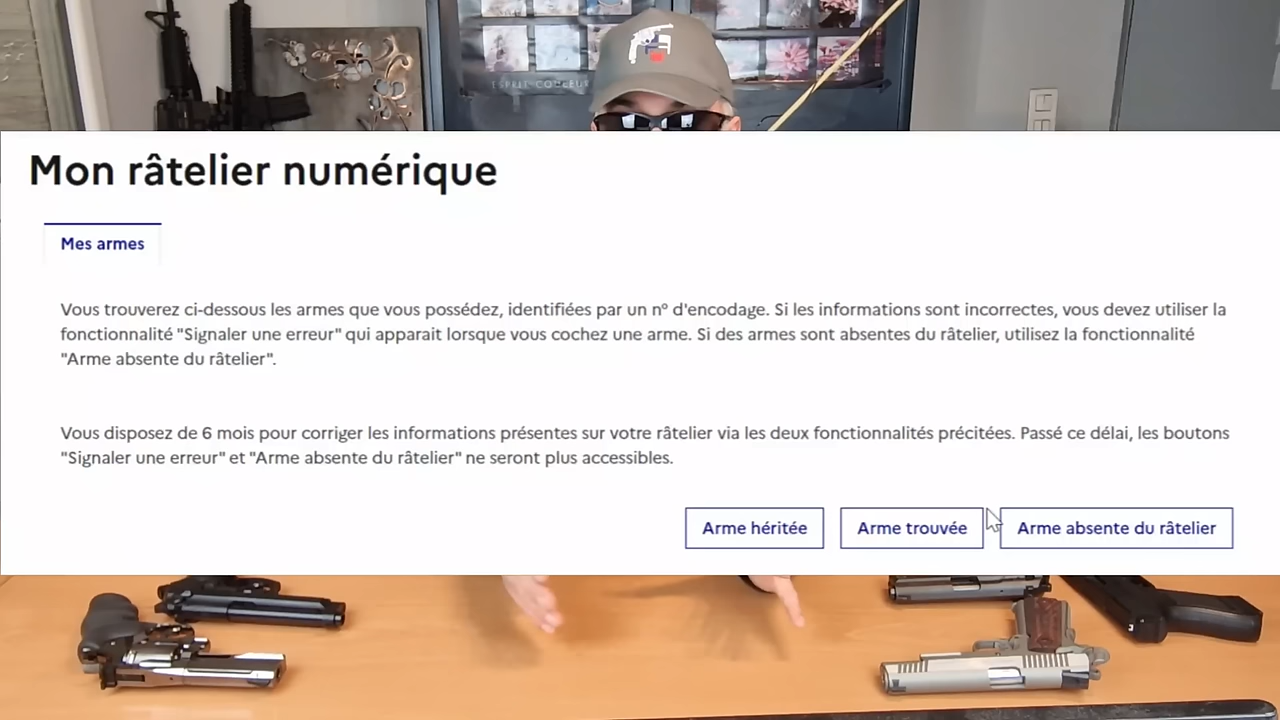 ESPRIT COULEUR
Mon râtelier numérique
Mes armes
Vous trouverez ci-dessous les armes que vous possédez, identifiées par un n° d'encodage. Si les informations sont incorrectes, vous devez utiliser la
fonctionnalité "Signaler une erreur" qui apparait lorsque vous cochez une arme. Si des armes sont absentes du râtelier, utilisez la fonctionnalité
"Arme absente du râtelier".
Vous disposez de 6 mois pour corriger les informations présentes sur votre râtelier via les deux fonctionnalités précitées. Passé ce délai, les boutons
"Signaler une erreur" et "Arme absente du râtelier" ne seront plus accessibles.
Arme héritée
Arme trouvée
Arme absente du râtelier